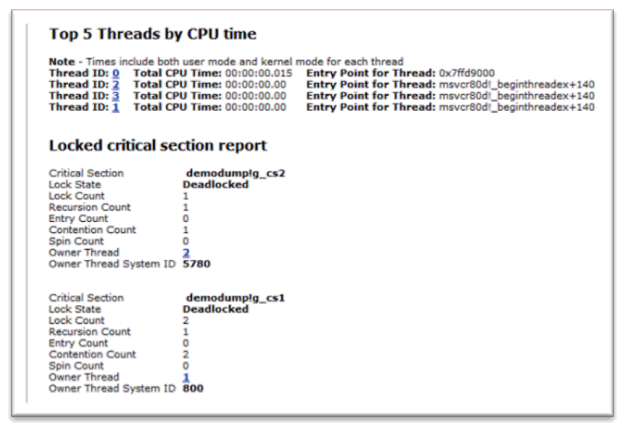 Top 5 Threads by CPU time
Note - Times include both user mode and kernel mode for each thread
Thread ID: 0 Total CPU Time: 00:00:00.015 Entry Point for Thread: 0x7ffd9000
Thread ID: 2 Total CPU Time: 00:00:00.00 Entry Point for Thread: msvcr80d!_beginthreadex+140
Thread ID: 3 Total CPU Time: 00:00:00.00 Entry Point for Thread: msvcr80d!_beginthreadex+140
Thread ID: 1 Total CPU Time: 00:00:00.00 Entry Point for Thread: msvcr80d!_beginthreadex+140
Locked critical section report
Critical Section demodump!g_cs2
Lock State Deadlocked
Lock Count 1
Recursion Count 1
Entry Count 0
Contention Count 1
Spin Count 0
Owner Thread 2
Owner Thread System ID 5780
Critical Section demodump!g_cs1
Lock State Deadlocked
Lock Count 2
Recursion Count 1
Entry Count 0
Contention Count 2
Spin Count 0
Owner Thread 1
Owner Thread System ID 800